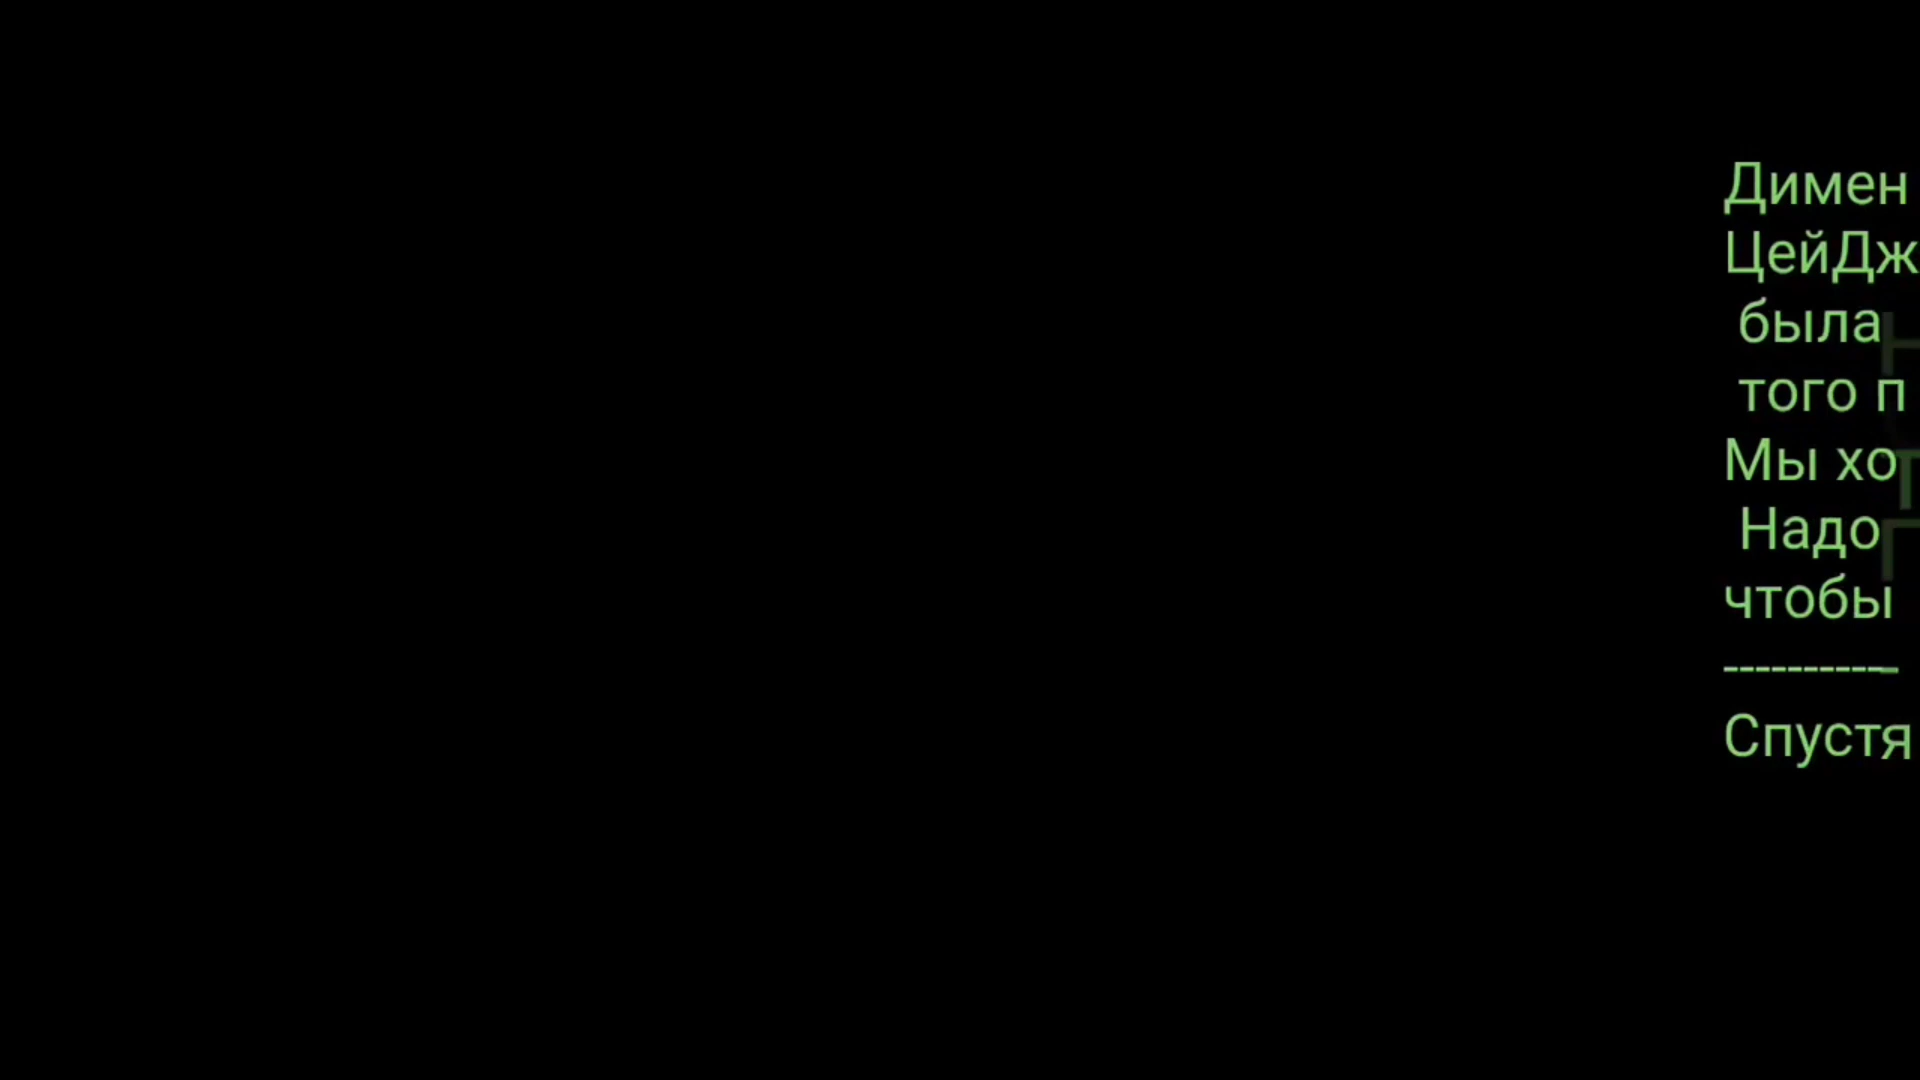 Димен
ЦейДж
была
того п
Мы хо
Надо
чтобы
-----------
Спустя